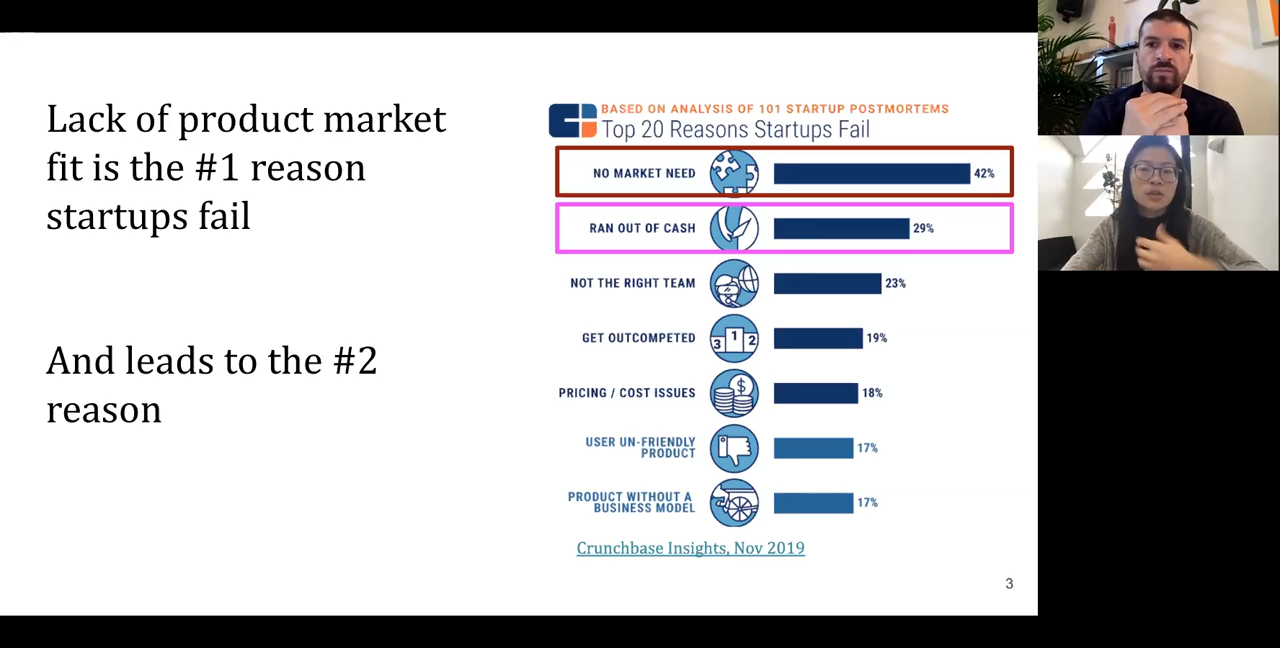 Lack of product market
fit is the #1 reason
startups fail
And leads to the #2
reason
BASED ON ANALYSIS OF 101 STARTUP POSTMORTEMS
Top 20 Reasons Startups Fail
NO MARKET NEED 42%
RAN OUT OF CASH 29%
NOT THE RIGHT TEAM 23%
GET OUTCOMPETED 3 1 2 19%
PRICING / COST ISSUES $ 18%
USER UN-FRIENDLY
PRODUCT 17%
PRODUCT WITHOUT A
BUSINESS MODEL 17%
Crunchbase Insights, Nov 2019
3